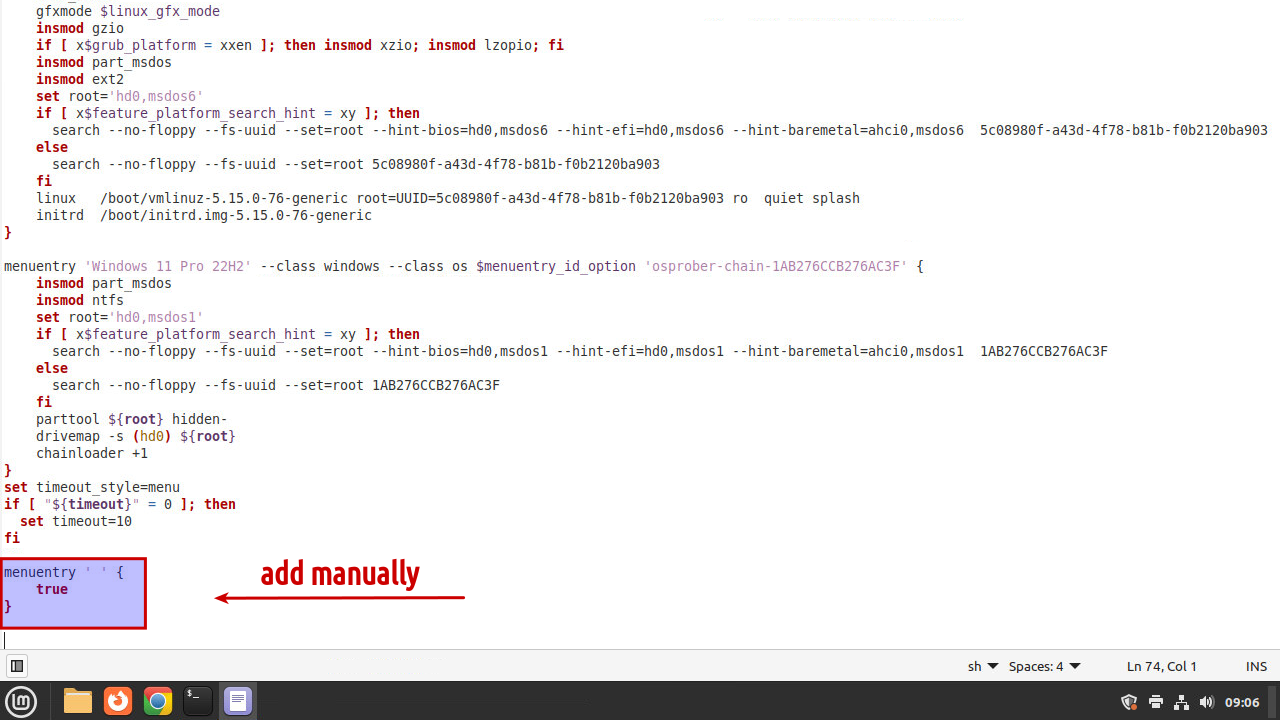 gfxmode $linux_gfx_mode
    insmod gzio
    if [ x$grub_platform = xxen ]; then insmod xzio; insmod lzopio; fi
    insmod part_msdos
    insmod ext2
    set root='hd0,msdos6'
    if [ x$feature_platform_search_hint = xy ]; then
      search --no-floppy --fs-uuid --set=root --hint-bios=hd0,msdos6 --hint-efi=hd0,msdos6 --hint-baremetal=ahci0,msdos6  5c08980f-a43d-4f78-b81b-f0b2120ba903
    else
      search --no-floppy --fs-uuid --set=root 5c08980f-a43d-4f78-b81b-f0b2120ba903
    fi
    linux   /boot/vmlinuz-5.15.0-76-generic root=UUID=5c08980f-a43d-4f78-b81b-f0b2120ba903 ro  quiet splash
    initrd  /boot/initrd.img-5.15.0-76-generic
}
menuentry 'Windows 11 Pro 22H2' --class windows --class os $menuentry_id_option 'osprober-chain-1AB276CCB276AC3F' {
    insmod part_msdos
    insmod ntfs
    set root='hd0,msdos1'
    if [ x$feature_platform_search_hint = xy ]; then
      search --no-floppy --fs-uuid --set=root --hint-bios=hd0,msdos1 --hint-efi=hd0,msdos1 --hint-baremetal=ahci0,msdos1  1AB276CCB276AC3F
    else
      search --no-floppy --fs-uuid --set=root 1AB276CCB276AC3F
    fi
    parttool ${root} hidden-
    drivemap -s (hd0) ${root}
    chainloader +1
}
set timeout_style=menu
if [ "${timeout}" = 0 ]; then
  set timeout=10
fi
menuentry ' ' {
    true
}
add manually
sh Spaces: 4 Ln 74, Col 1 INS
$_ 09:06